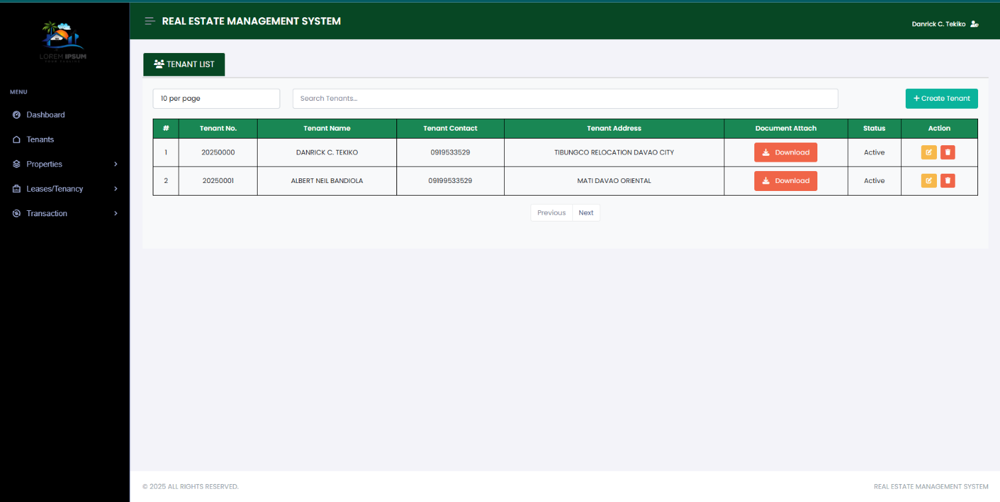 LOREM IPSUM
MENU
Dashboard
Tenants
Properties
Leases/Tenancy
Transaction
REAL ESTATE MANAGEMENT SYSTEM
Danrick C. Tekiko
TENANT LIST
10 per page
Search Tenants...
+ Create Tenant
# Tenant No. Tenant Name Tenant Contact Tenant Address Document Attach Status Action
1 20250000 DANRICK C. TEKIKO 0919533529 TIBUNGCO RELOCATION DAVAO CITY Download Active
2 20250001 ALBERT NEIL BANDIOLA 09199533529 MATI DAVAO ORIENTAL Download Active
Previous Next
© 2025 ALL RIGHTS RESERVED.
REAL ESTATE MANAGEMENT SYSTEM